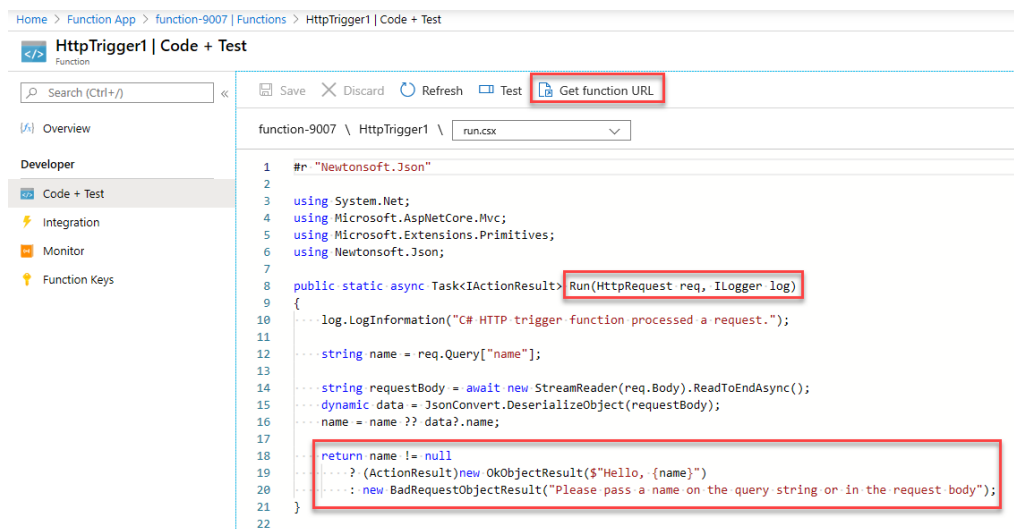 Home > Function App > function-9007 | Functions > HttpTrigger1 | Code + Test
</> HttpTrigger1 | Code + Test
Function
Search (Ctrl+/)
«
Save Discard Refresh Test Get function URL
Overview
function-9007 \ HttpTrigger1 \ run.csx
Developer
Code + Test
Integration
Monitor
Function Keys
1 #r "Newtonsoft.Json"
2
3 using System.Net;
4 using Microsoft.AspNetCore.Mvc;
5 using Microsoft.Extensions.Primitives;
6 using Newtonsoft.Json;
7
8 public static async Task<IActionResult> Run(HttpRequest req, ILogger log)
9 {
10 log.LogInformation("C# HTTP trigger function processed a request.");
11
12 string name = req.Query["name"];
13
14 string requestBody = await new StreamReader(req.Body).ReadToEndAsync();
15 dynamic data = JsonConvert.DeserializeObject(requestBody);
16 name = name ?? data?.name;
17
18 return name != null
19 ? (ActionResult)new OkObjectResult($"Hello, {name}")
20 : new BadRequestObjectResult("Please pass a name on the query string or in the request body");
21 }
22